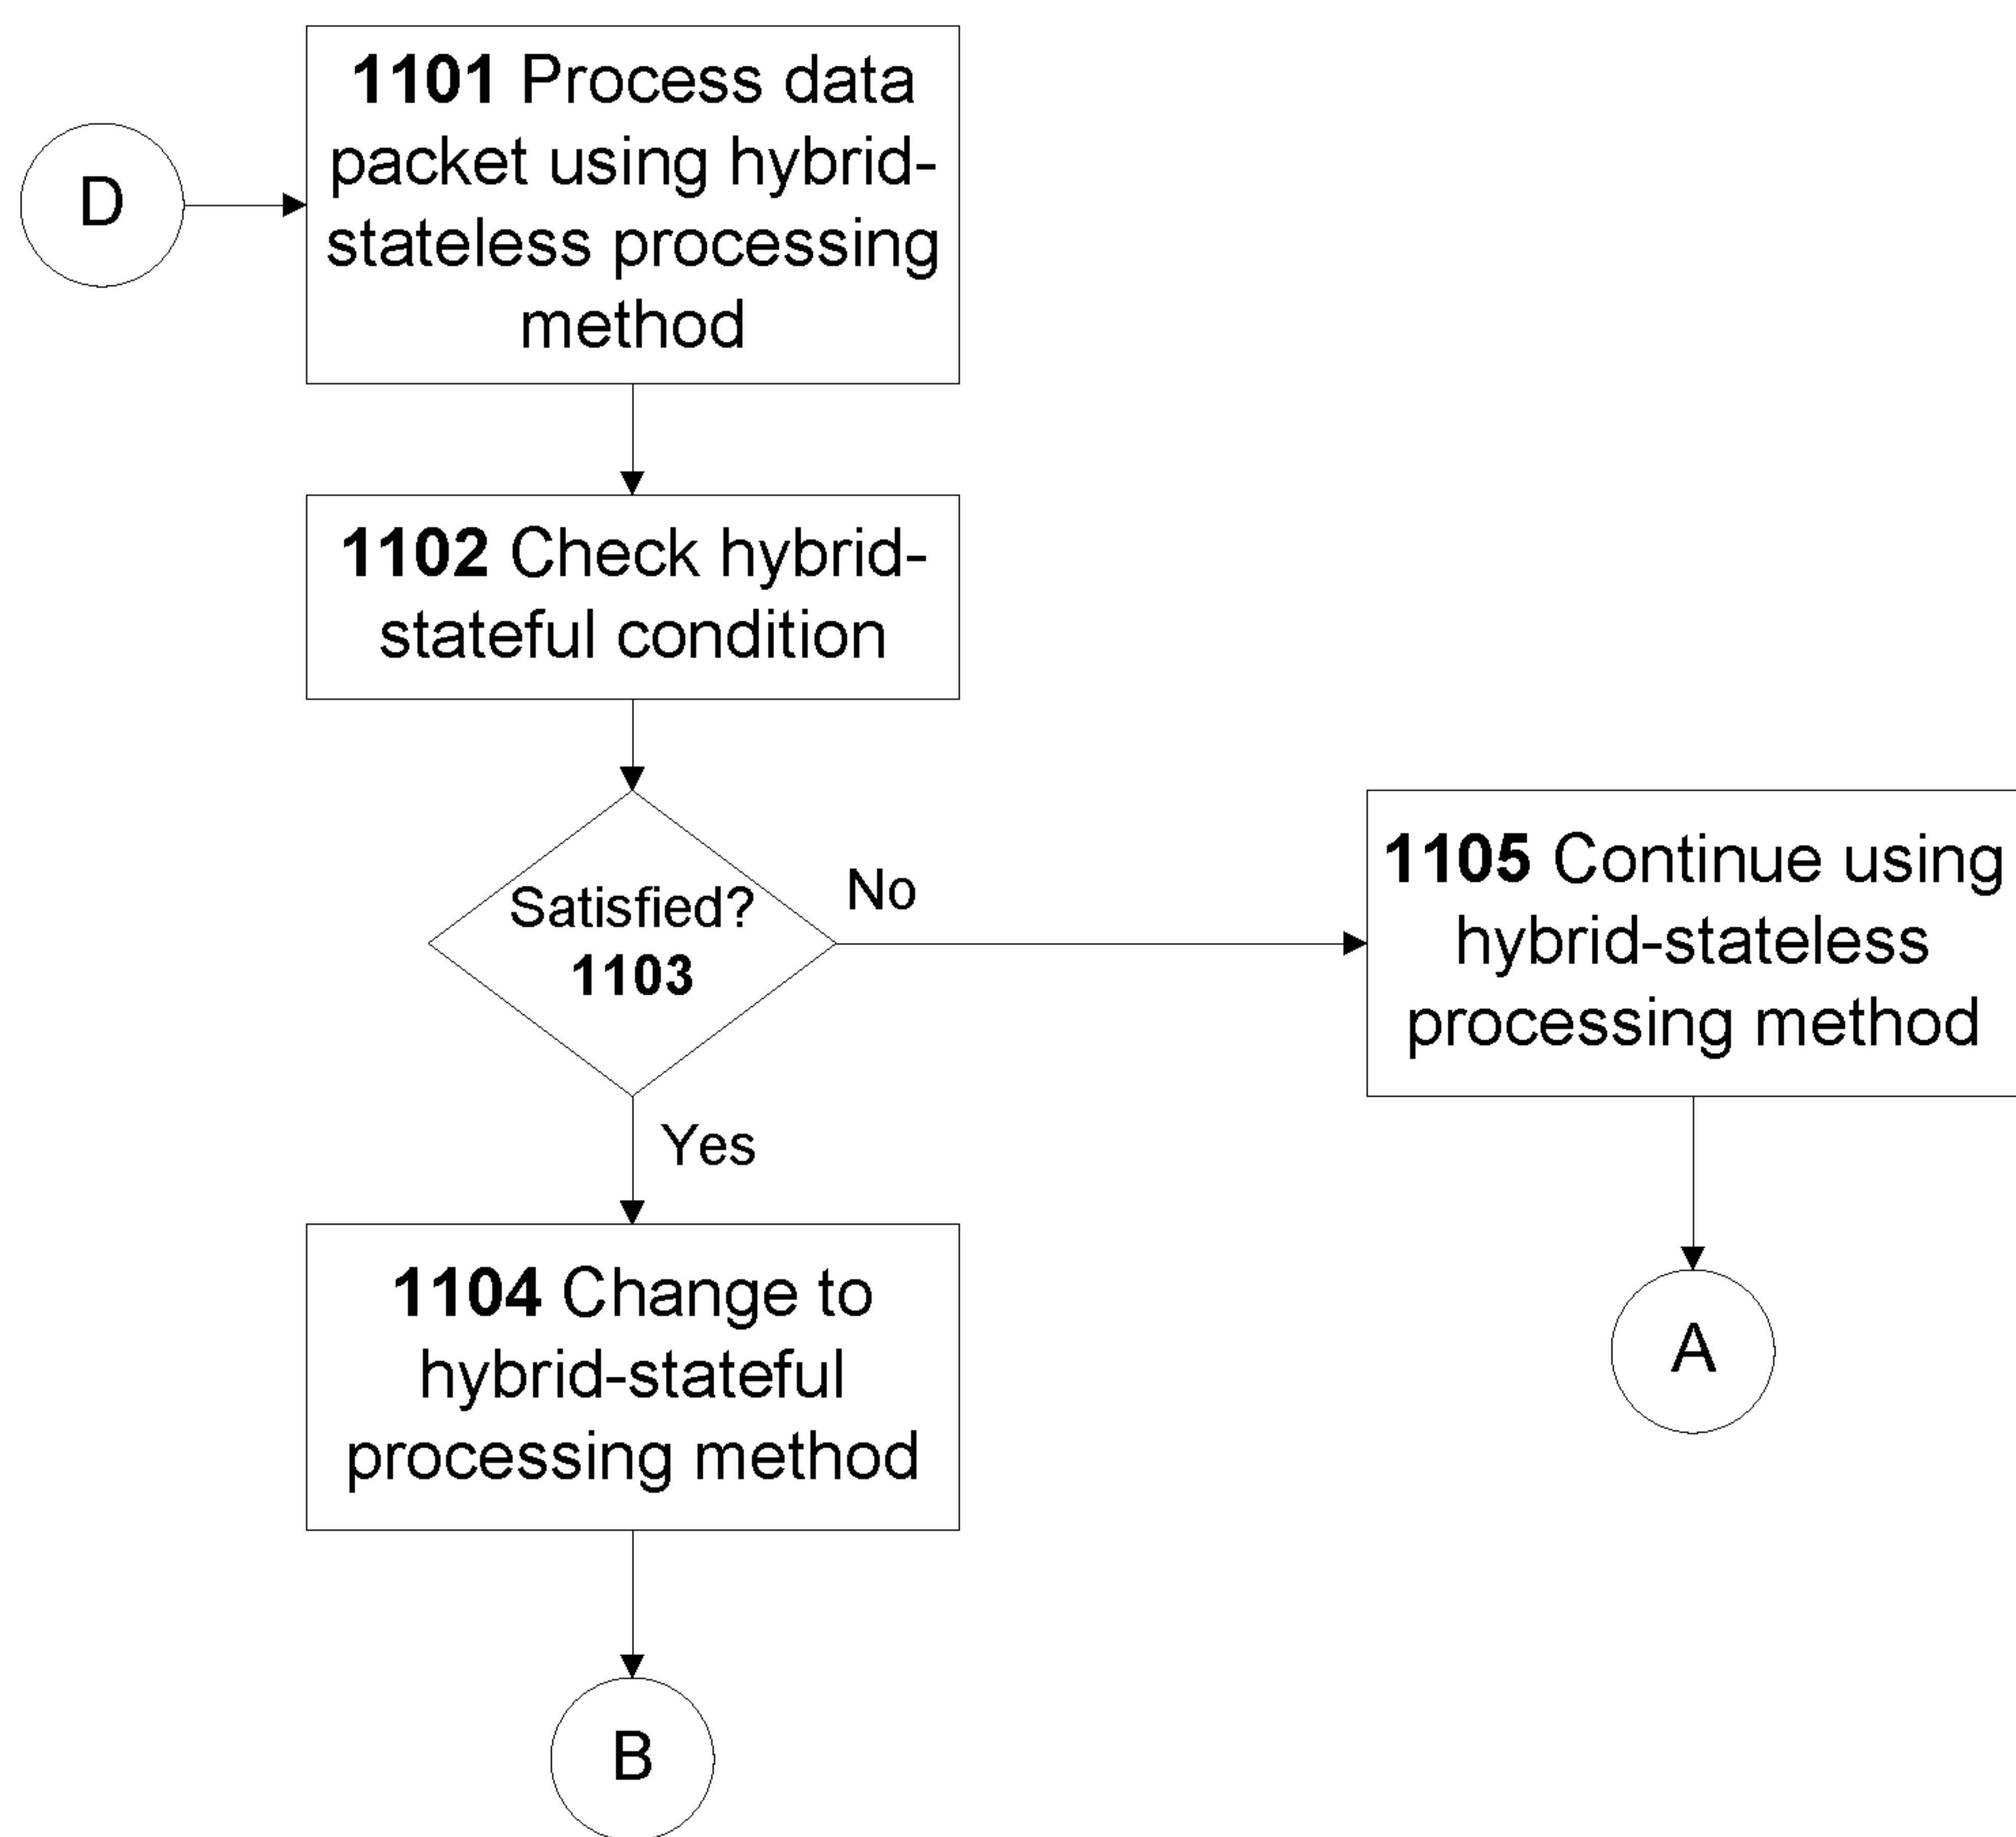 D
1101 Process data
packet using hybrid-
stateless processing
method
1102 Check hybrid-
stateful condition
Satisfied?
1103
No
1105 Continue using
hybrid-stateless
processing method
Yes
1104 Change to
hybrid-stateful
processing method
A
B